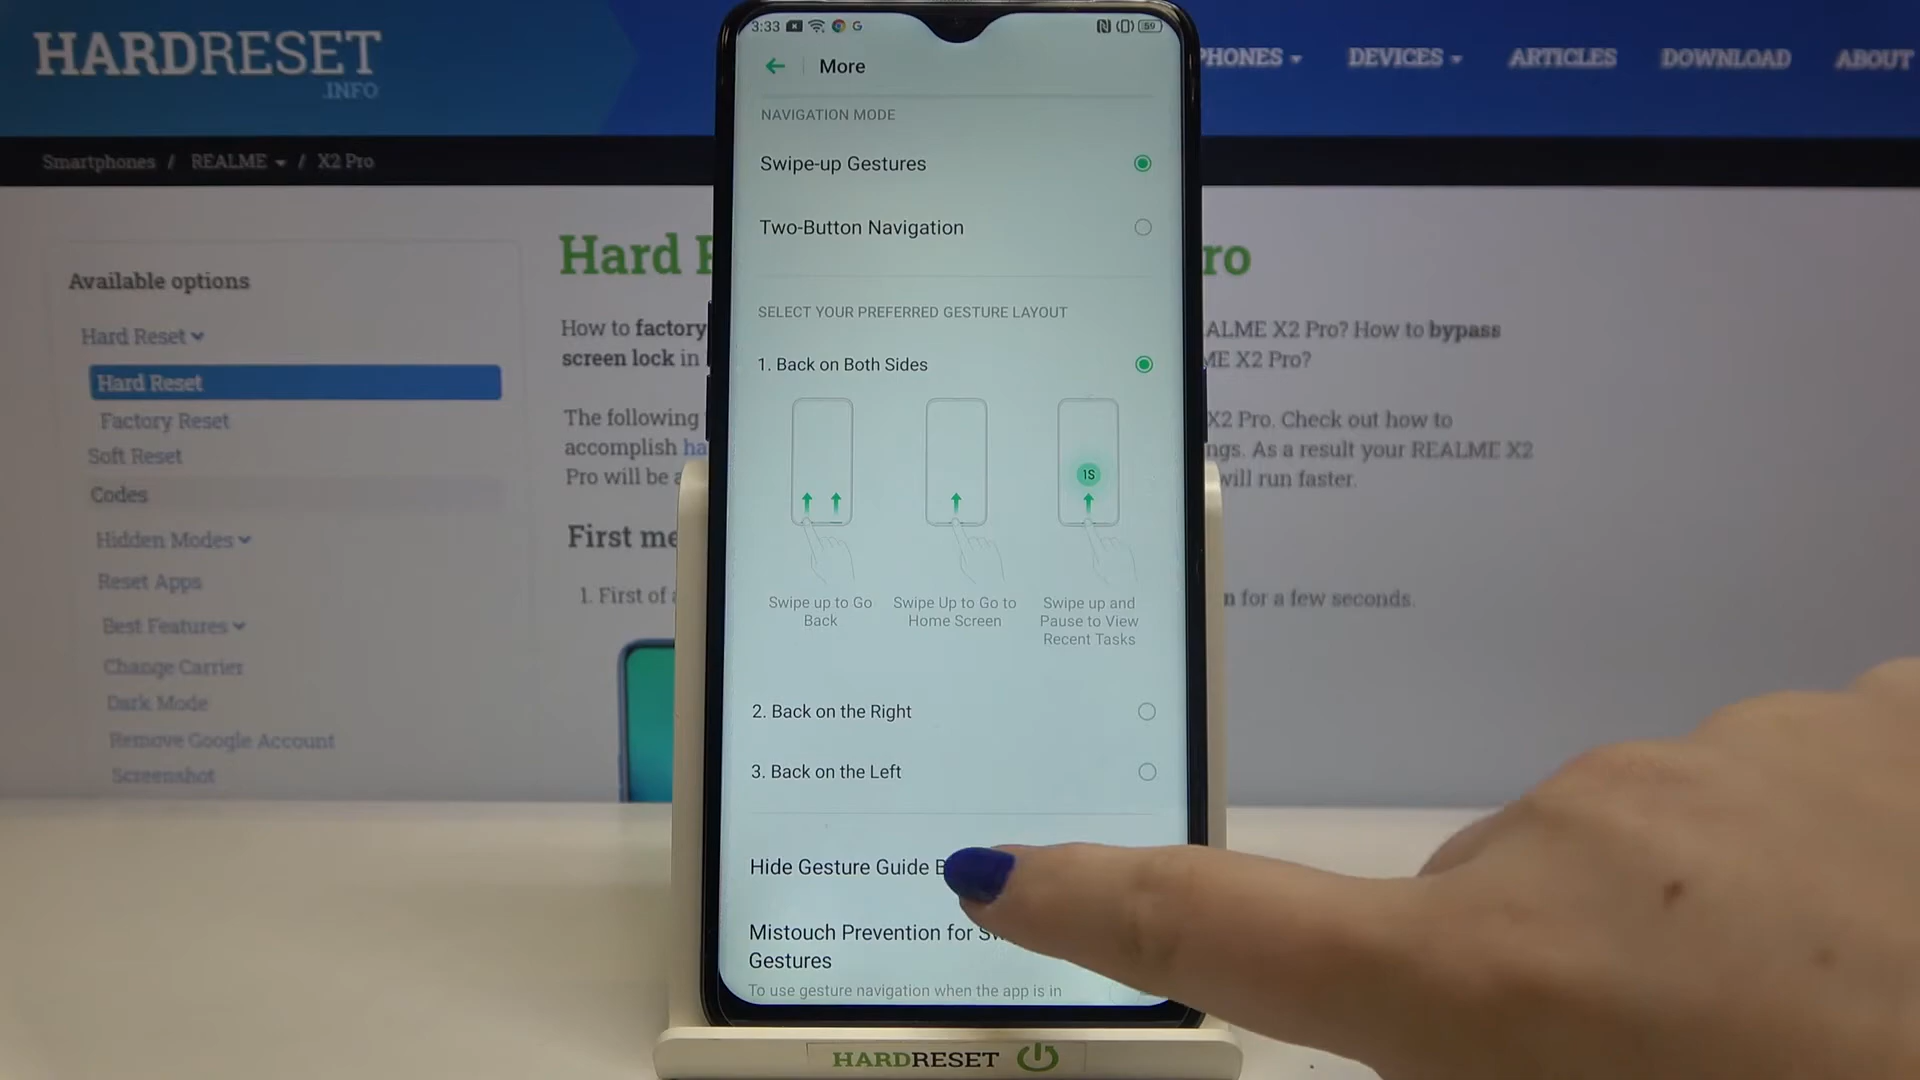 HARDRESET
.INFO
PHONES
DEVICES
ARTICLES
DOWNLOAD
ABOUT
Smartphones / REALME / X2 Pro
Available options
Hard Reset
Hard Reset
Factory Reset
Soft Reset
Codes
Hidden Modes
Reset Apps
Best Features
Change Carrier
Dark Mode
Remove Google Account
Screenshot
Hard
How to factory
screen lock in
The following
accomplish
Pro will be
First
1. First of
REALME X2 Pro? How to bypass
X2 Pro?
X2 Pro. Check out how to
As a result your REALME X2
will run faster.
for a few seconds.
3:33
G
59
More
NAVIGATION MODE
Swipe-up Gestures
Two-Button Navigation
SELECT YOUR PREFERRED GESTURE LAYOUT
1. Back on Both Sides
1S
Swipe up to Go
Back
Swipe Up to Go to
Home Screen
Swipe up and
Pause to View
Recent Tasks
2. Back on the Right
3. Back on the Left
Hide Gesture Guide
Mistouch Prevention for
Gestures
To use gesture navigation when the app is in
HARDRESET